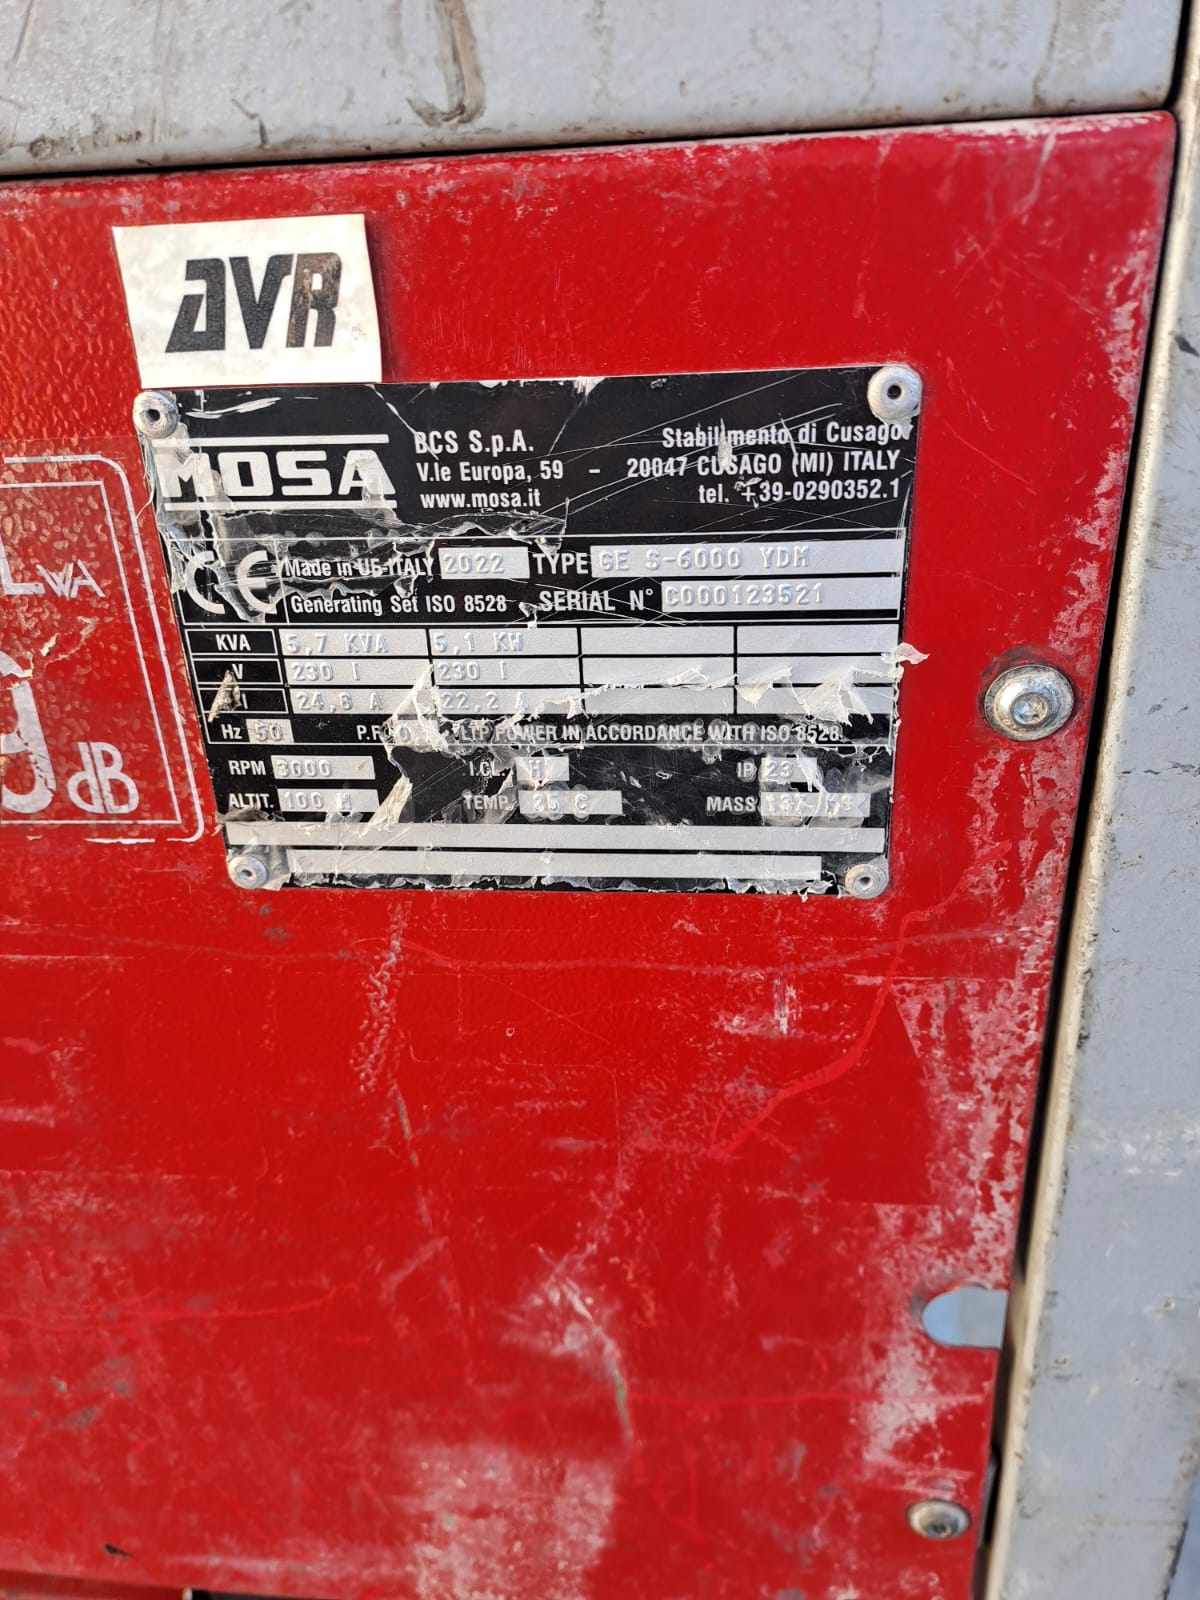 AVR
MOSA
BCS S.p.A.
V.le Europa, 59 - 20047 CUSAGO (MI) ITALY
www.mosa.it
Stabilimento di Cusago
tel. +39-0290352.1
CE
Made in UE-ITALY 2022 TYPE GE S-6000 YDM
Generating Set ISO 8528 SERIAL N° C000123521
KVA 5,7 KVA 5,1 KW
V 230 I 230 I
I 24,6 A 22,2 A
Hz 50 P.F. LTP POWER IN ACCORDANCE WITH ISO 8528
RPM 3000 I.CL. H IP 23
ALTIT. 100 M TEMP. 25 C MASS
LWA
dB